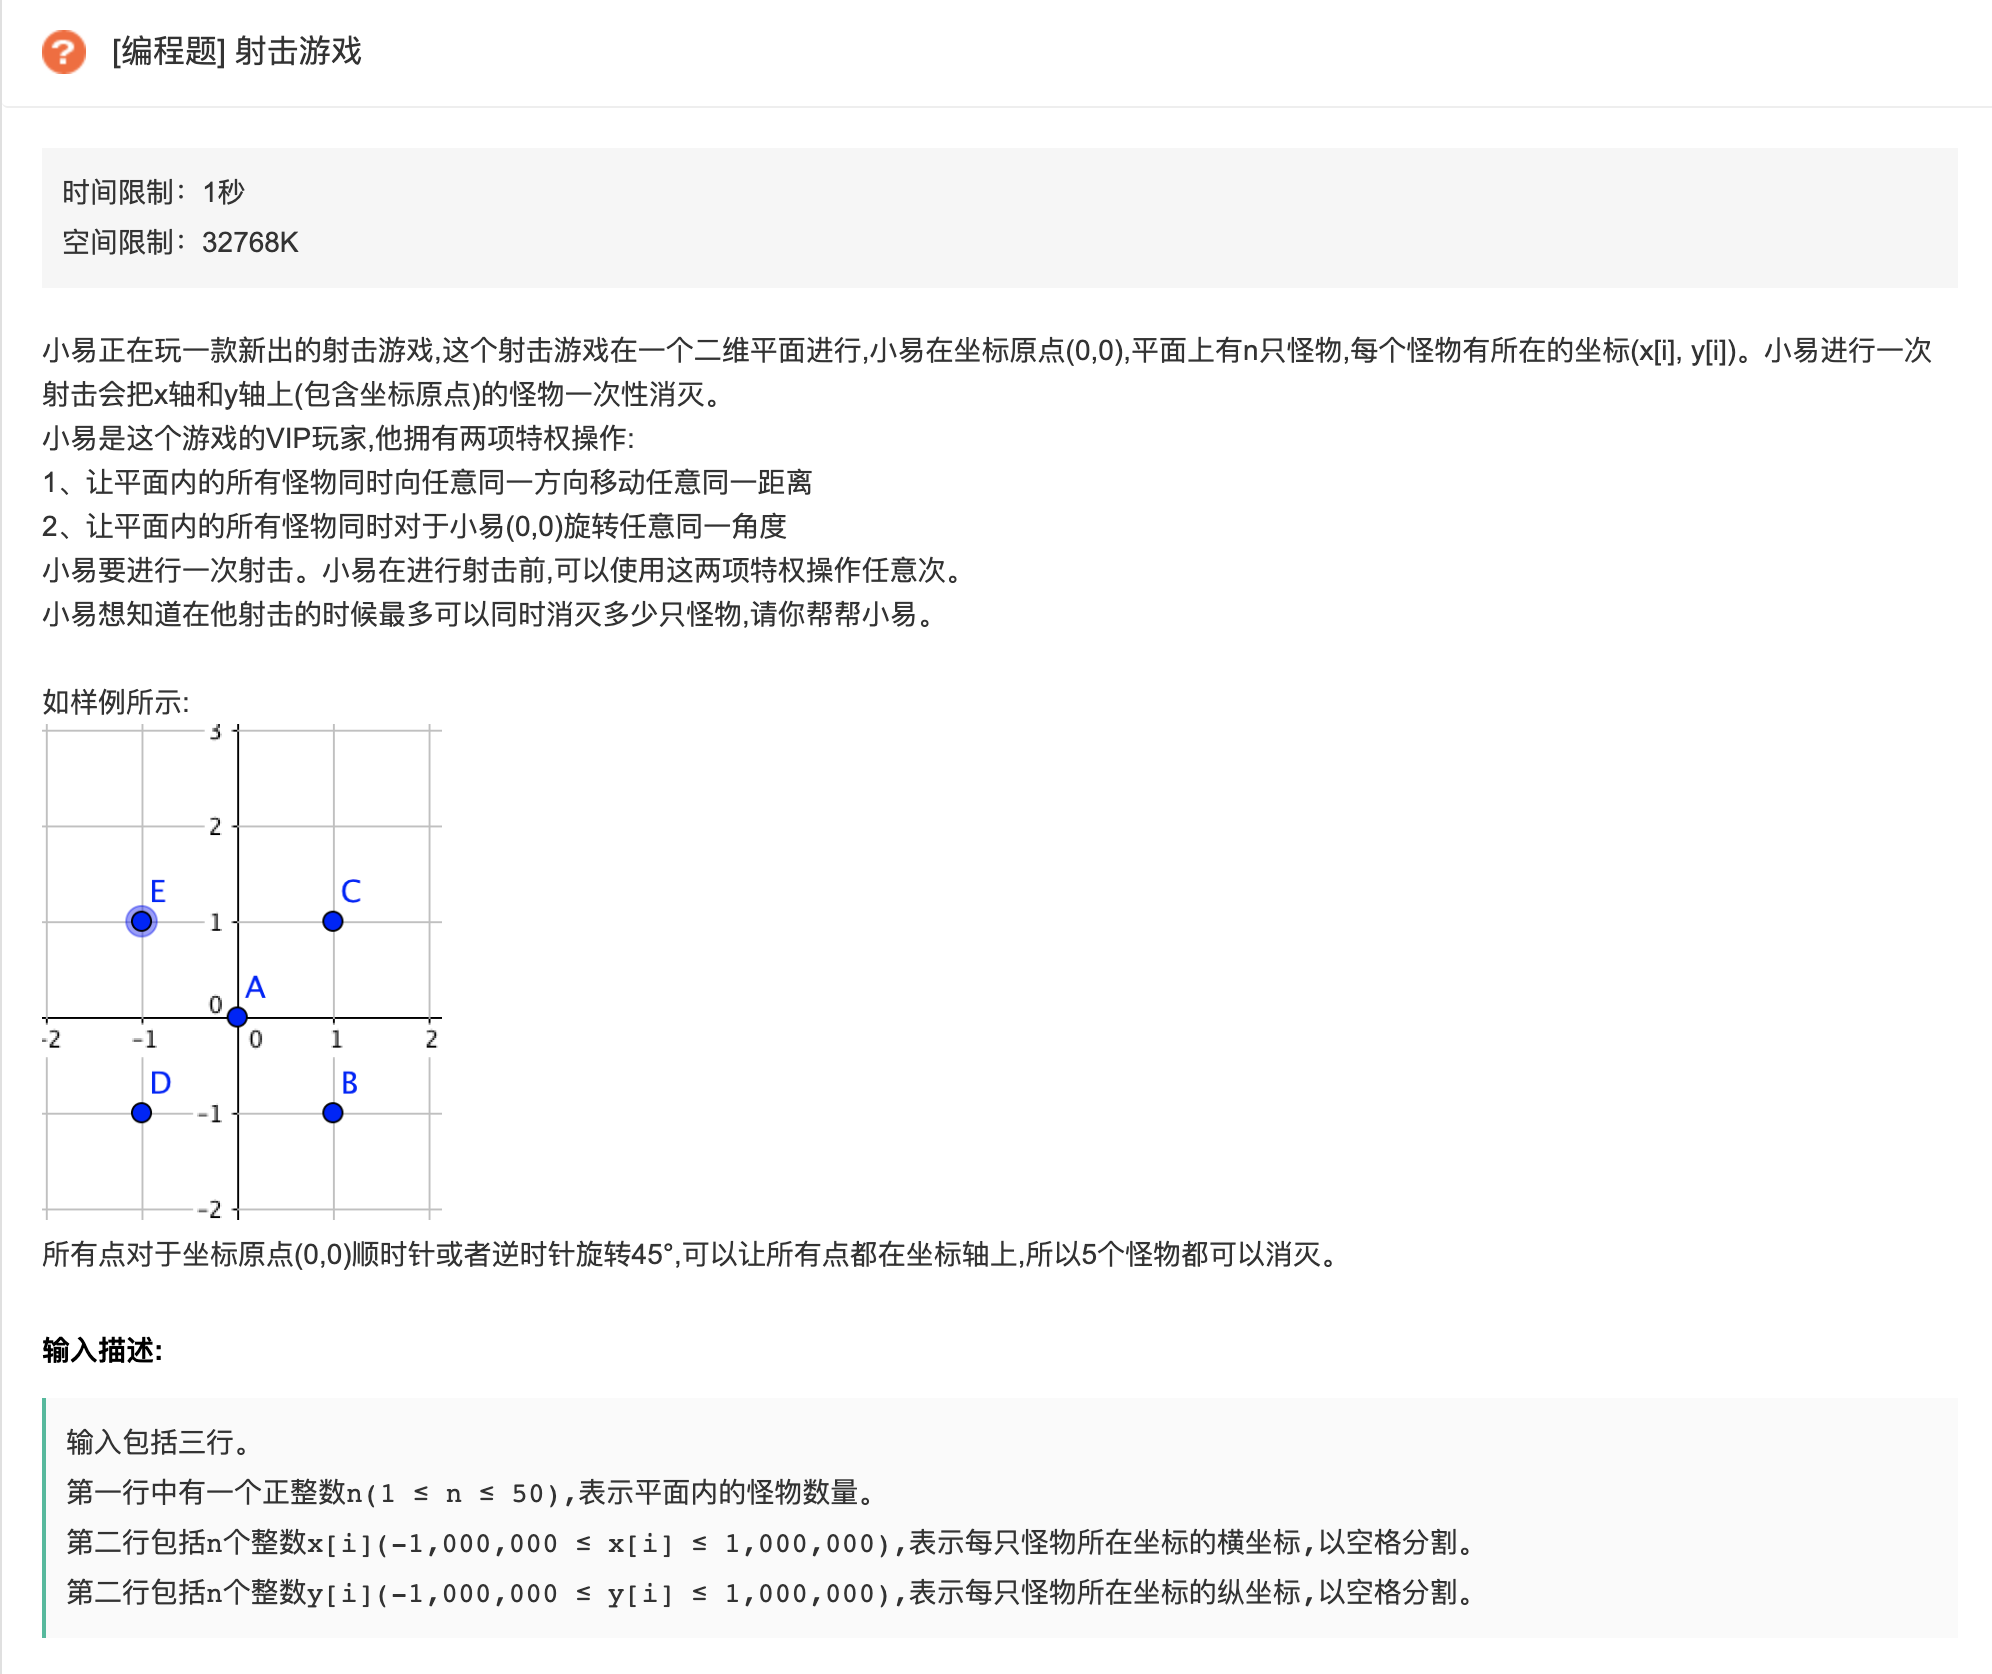 [编程题] 射击游戏
时间限制：1秒
空间限制：32768K
小易正在玩一款新出的射击游戏,这个射击游戏在一个二维平面进行,小易在坐标原点(0,0),平面上有n只怪物,每个怪物有所在的坐标(x[i], y[i])。小易进行一次
射击会把x轴和y轴上(包含坐标原点)的怪物一次性消灭。
小易是这个游戏的VIP玩家,他拥有两项特权操作:
1、让平面内的所有怪物同时向任意同一方向移动任意同一距离
2、让平面内的所有怪物同时对于小易(0,0)旋转任意同一角度
小易要进行一次射击。小易在进行射击前,可以使用这两项特权操作任意次。
小易想知道在他射击的时候最多可以同时消灭多少只怪物,请你帮帮小易。
如样例所示:
3
2
E
C
1
A
0
-2 -1 0 1 2
D
B
-1
-2
所有点对于坐标原点(0,0)顺时针或者逆时针旋转45°,可以让所有点都在坐标轴上,所以5个怪物都可以消灭。
输入描述:
输入包括三行。
第一行中有一个正整数n(1 ≤ n ≤ 50),表示平面内的怪物数量。
第二行包括n个整数x[i](-1,000,000 ≤ x[i] ≤ 1,000,000),表示每只怪物所在坐标的横坐标,以空格分割。
第二行包括n个整数y[i](-1,000,000 ≤ y[i] ≤ 1,000,000),表示每只怪物所在坐标的纵坐标,以空格分割。